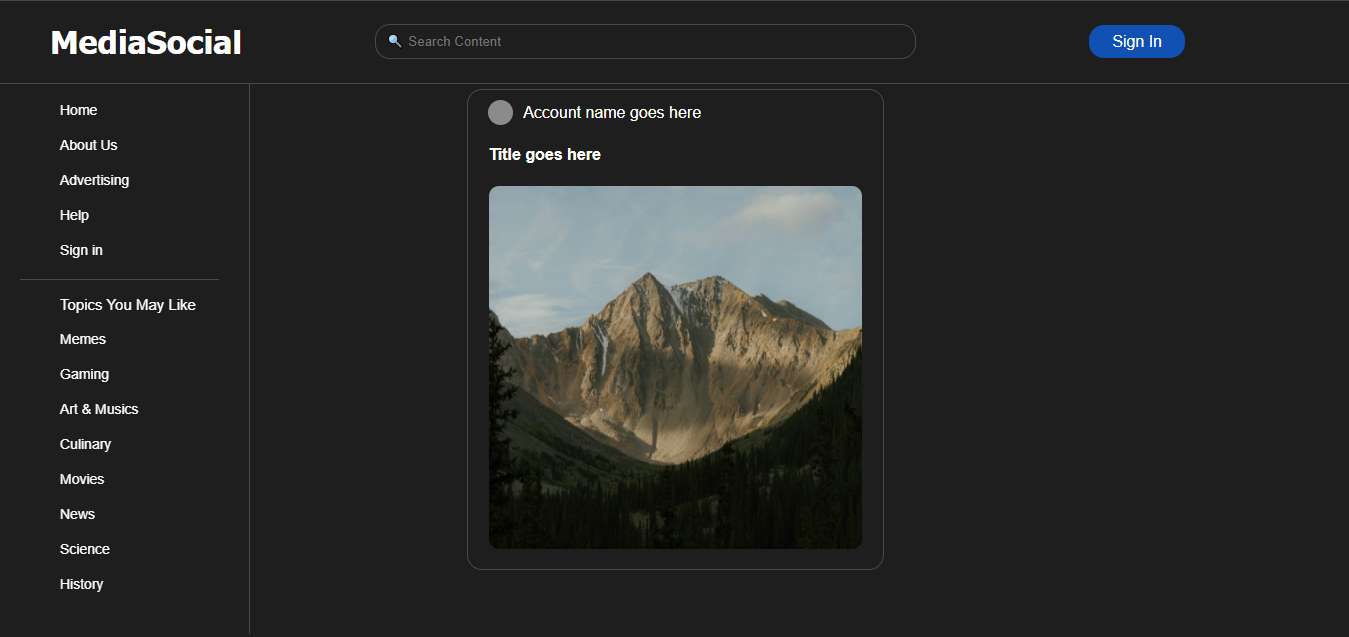 MediaSocial
🔍 Search Content
Sign In
Home
About Us
Advertising
Help
Sign in
Topics You May Like
Memes
Gaming
Art & Musics
Culinary
Movies
News
Science
History
Account name goes here
Title goes here